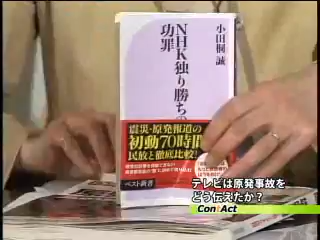 小田桐 誠
NHK独り勝ちの
功罪
震災・原発報道の
初動70時間
民放と徹底比較!
ベスト新書
テレビは原発事故を
どう伝えたか?
ContAct